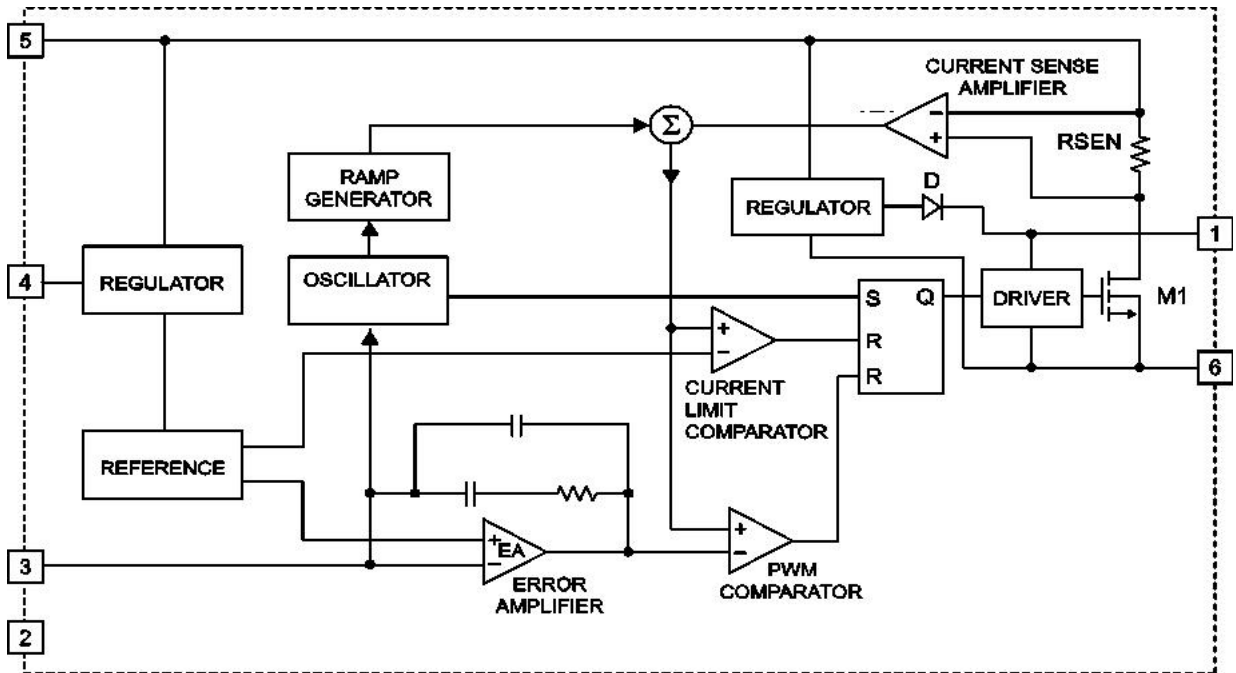 5
CURRENT SENSE
AMPLIFIER
Σ
−
+
RSEN
RAMP
GENERATOR
D
REGULATOR
1
4
REGULATOR
OSCILLATOR
S
Q
DRIVER
M1
+
−
R
6
R
CURRENT
LIMIT
COMPARATOR
REFERENCE
+
EA
−
+
−
3
ERROR
AMPLIFIER
PWM
COMPARATOR
2